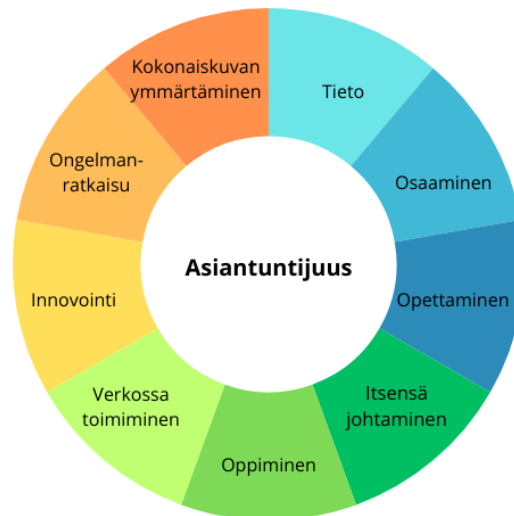 Kokonaiskuvan
ymmärtäminen
Tieto
Osaaminen
Opettaminen
Itsensä
johtaminen
Oppiminen
Verkossa
toimiminen
Innovointi
Ongelman-
ratkaisu
Asiantuntijuus